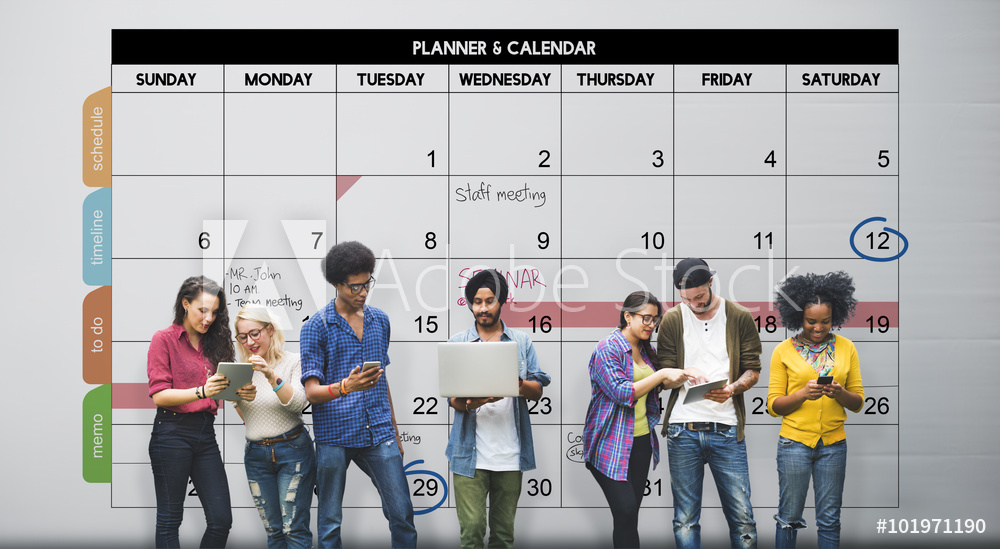 PLANNER & CALENDAR
SUNDAY MONDAY TUESDAY WEDNESDAY THURSDAY FRIDAY SATURDAY
schedule
1 2 3 4 5
Staff meeting
timeline
6 7 8 9 10 11 12
Adobe Stock
- MR. John
10 AM.
- Team meeting
SEMINAR
to do
15 16 18 19
22 23 26
memo
29 30 31
#101971190